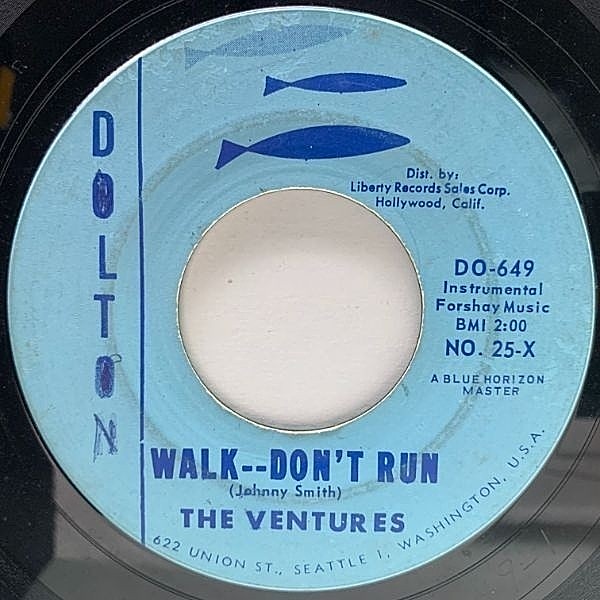 DOLTON
Dist. by:
Liberty Records Sales Corp.
Hollywood, Calif.
DO-649
Instrumental
Forshay Music
BMI 2:00
NO. 25-X
A BLUE HORIZON
MASTER
WALK--DON'T RUN
(Johnny Smith)
THE VENTURES
622 UNION ST., SEATTLE 1, WASHINGTON, U.S.A.